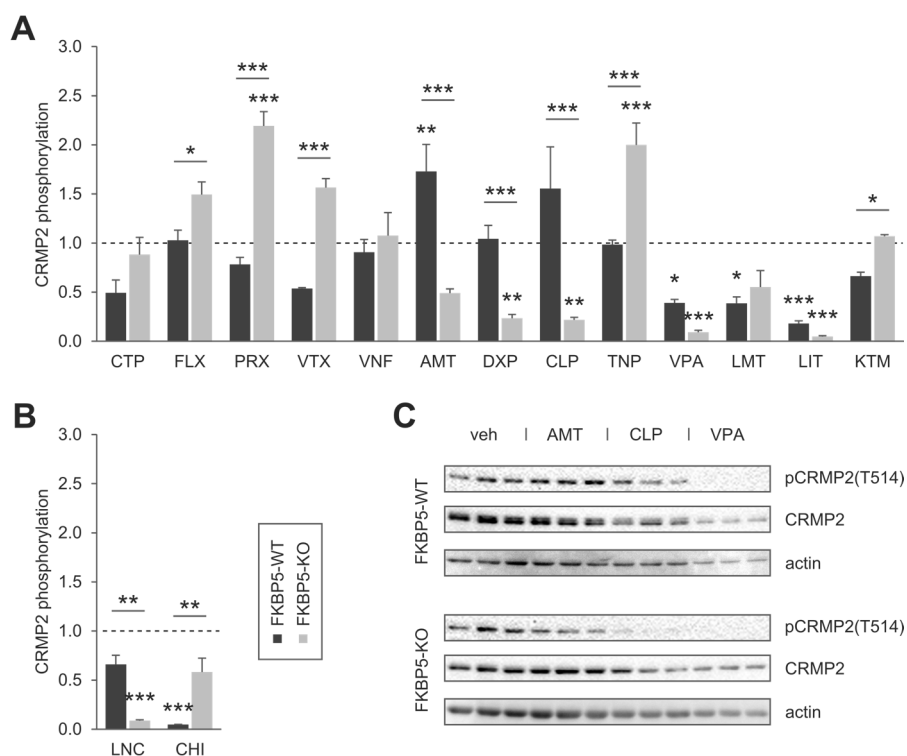 A
3.0
2.5
2.0
1.5
1.0
0.5
0.0
CRMP2 phosphorylation
*
***
***
***
***
**
***
**
***
**
***
***
*
***
*
***
***
*
CTP FLX PRX VTX VNF AMT DXP CLP TNP VPA LMT LIT KTM
B
3.0
2.5
2.0
1.5
1.0
0.5
0.0
CRMP2 phosphorylation
**
***
**
***
LNC CHI
FKBP5-WT
FKBP5-KO
C
veh | AMT | CLP | VPA
FKBP5-WT
pCRMP2(T514)
CRMP2
actin
FKBP5-KO
pCRMP2(T514)
CRMP2
actin